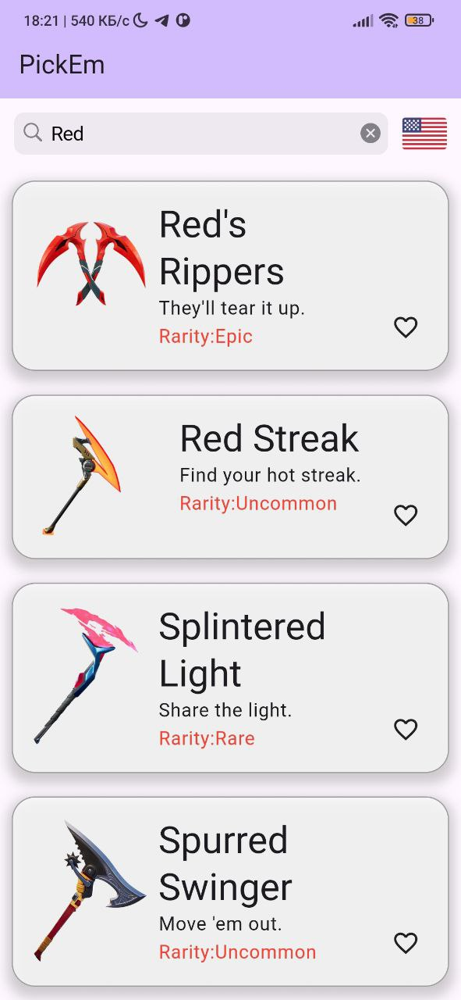 18:21 | 540 КБ/с
38
PickEm
Red
Red's
Rippers
They'll tear it up.
Rarity:Epic
Red Streak
Find your hot streak.
Rarity:Uncommon
Splintered
Light
Share the light.
Rarity:Rare
Spurred
Swinger
Move 'em out.
Rarity:Uncommon